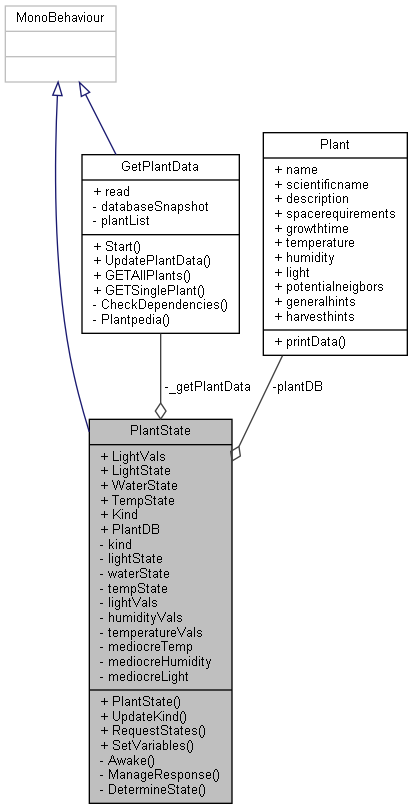 MonoBehaviour
GetPlantData
+ read
- databaseSnapshot
- plantList
+ Start()
+ UpdatePlantData()
+ GETAllPlants()
+ GETSinglePlant()
- CheckDependencies()
- Plantpedia()
Plant
+ name
+ scientificname
+ description
+ spacerequirements
+ growthtime
+ temperature
+ humidity
+ light
+ potentialneigbors
+ generalhints
+ harvesthints
+ printData()
-_getPlantData
-plantDB
PlantState
+ LightVals
+ LightState
+ WaterState
+ TempState
+ Kind
+ PlantDB
- kind
- lightState
- waterState
- tempState
- lightVals
- humidityVals
- temperatureVals
- mediocreTemp
- mediocreHumidity
- mediocreLight
+ PlantState()
+ UpdateKind()
+ RequestStates()
+ SetVariables()
- Awake()
- ManageResponse()
- DetermineState()